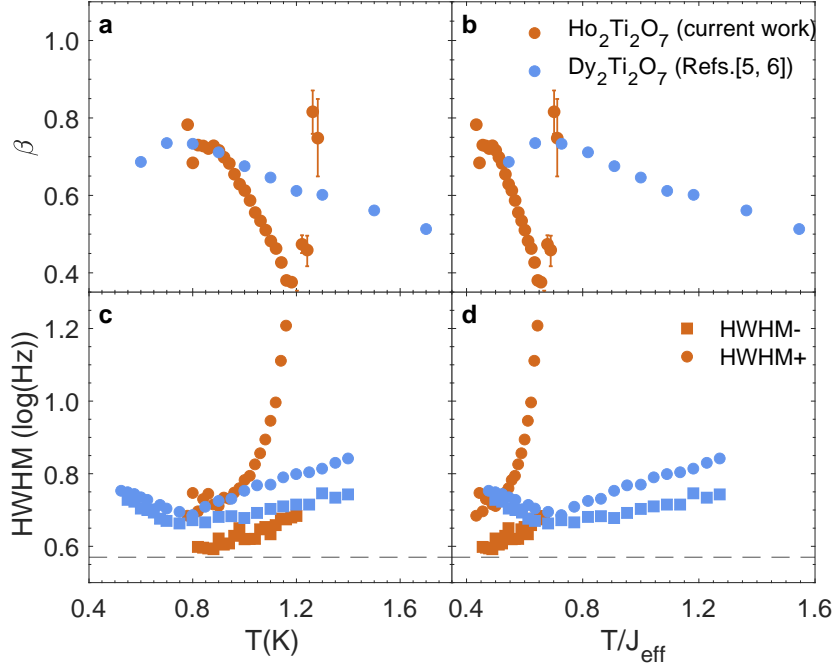 a
b
Ho2Ti2O7 (current work)
Dy2Ti2O7 (Refs.[5, 6])
1.0
0.8
0.6
0.4
β
c
d
HWHM-
HWHM+
1.2
1.0
0.8
0.6
HWHM (log(Hz))
0.4 0.8 1.2 1.6
0.4 0.8 1.2 1.6
T(K)
T/Jeff